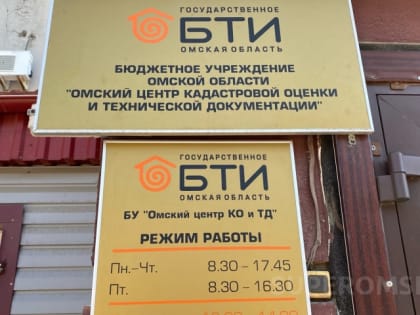 ГОСУДАРСТВЕННОЕ
БТИ
ОМСКАЯ ОБЛАСТЬ
БЮДЖЕТНОЕ УЧРЕЖДЕНИЕ
ОМСКОЙ ОБЛАСТИ
"ОМСКИЙ ЦЕНТР КАДАСТРОВОЙ ОЦЕНКИ
И ТЕХНИЧЕСКОЙ ДОКУМЕНТАЦИИ"
ГОСУДАРСТВЕННОЕ
БТИ
ОМСКАЯ ОБЛАСТЬ
БУ "Омский центр КО и ТД"
РЕЖИМ РАБОТЫ
Пн.-Чт. 8.30 - 17.45
Пт. 8.30 - 16.30